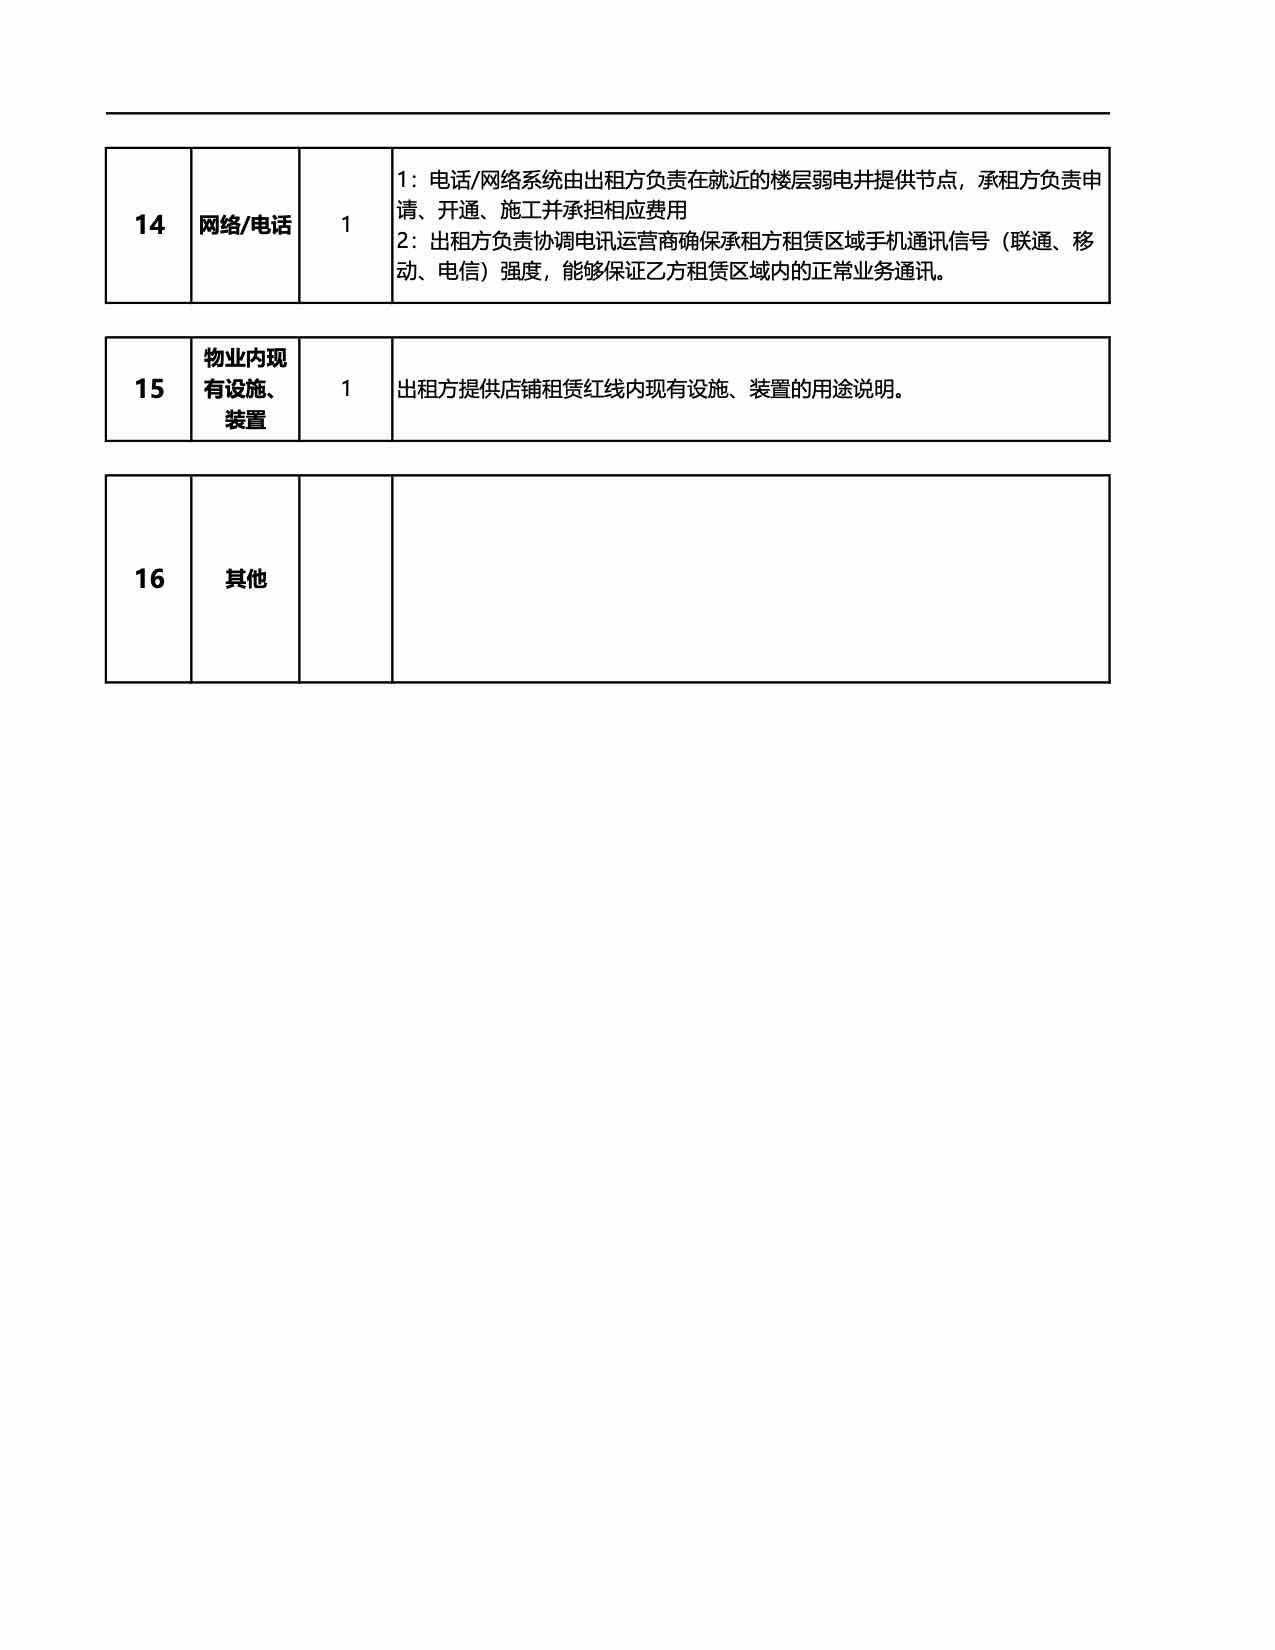 14
网络/电话
1
1：电话/网络系统由出租方负责在就近的楼层弱电井提供节点，承租方负责申
请、开通、施工并承担相应费用
2：出租方负责协调电讯运营商确保承租方租赁区域手机通讯信号（联通、移
动、电信）强度，能够保证乙方租赁区域内的正常业务通讯。
15
物业内现
有设施、
装置
1
出租方提供店铺租赁红线内现有设施、装置的用途说明。
16
其他